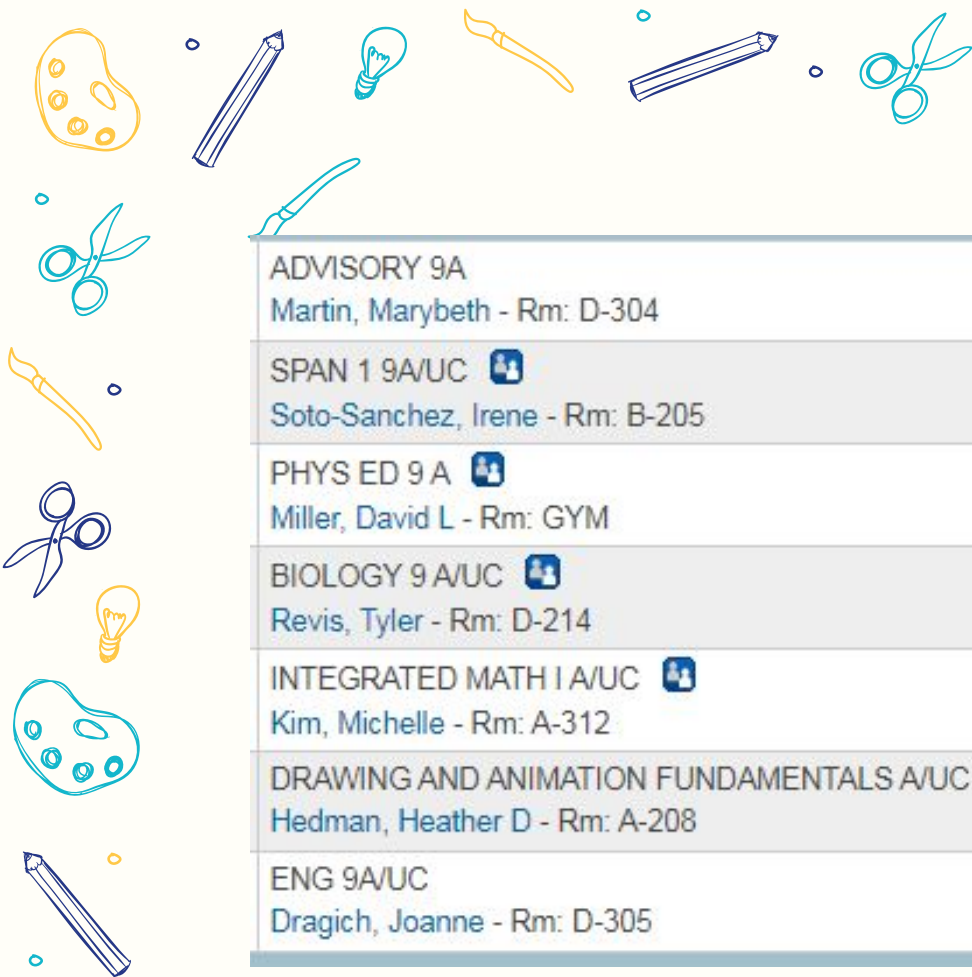 ADVISORY 9A
Martin, Marybeth - Rm: D-304
SPAN 1 9A/UC
Soto-Sanchez, Irene - Rm: B-205
PHYS ED 9 A
Miller, David L - Rm: GYM
BIOLOGY 9 A/UC
Revis, Tyler - Rm: D-214
INTEGRATED MATH I A/UC
Kim, Michelle - Rm: A-312
DRAWING AND ANIMATION FUNDAMENTALS A/UC
Hedman, Heather D - Rm: A-208
ENG 9A/UC
Dragich, Joanne - Rm: D-305